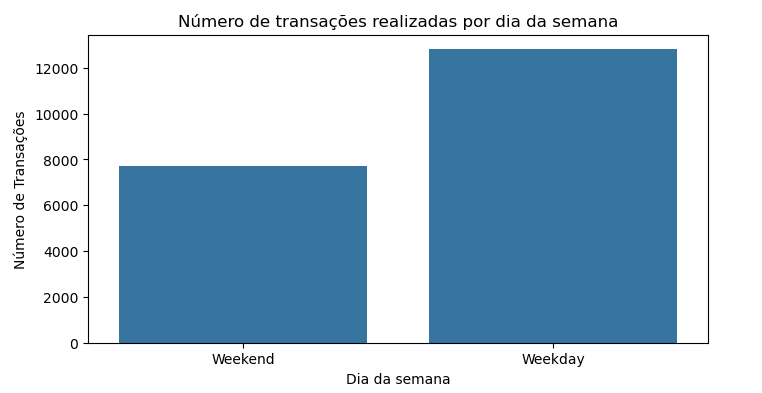 Número de transações realizadas por dia da semana
Número de Transações
12000
10000
8000
6000
4000
2000
0
Weekend
Weekday
Dia da semana